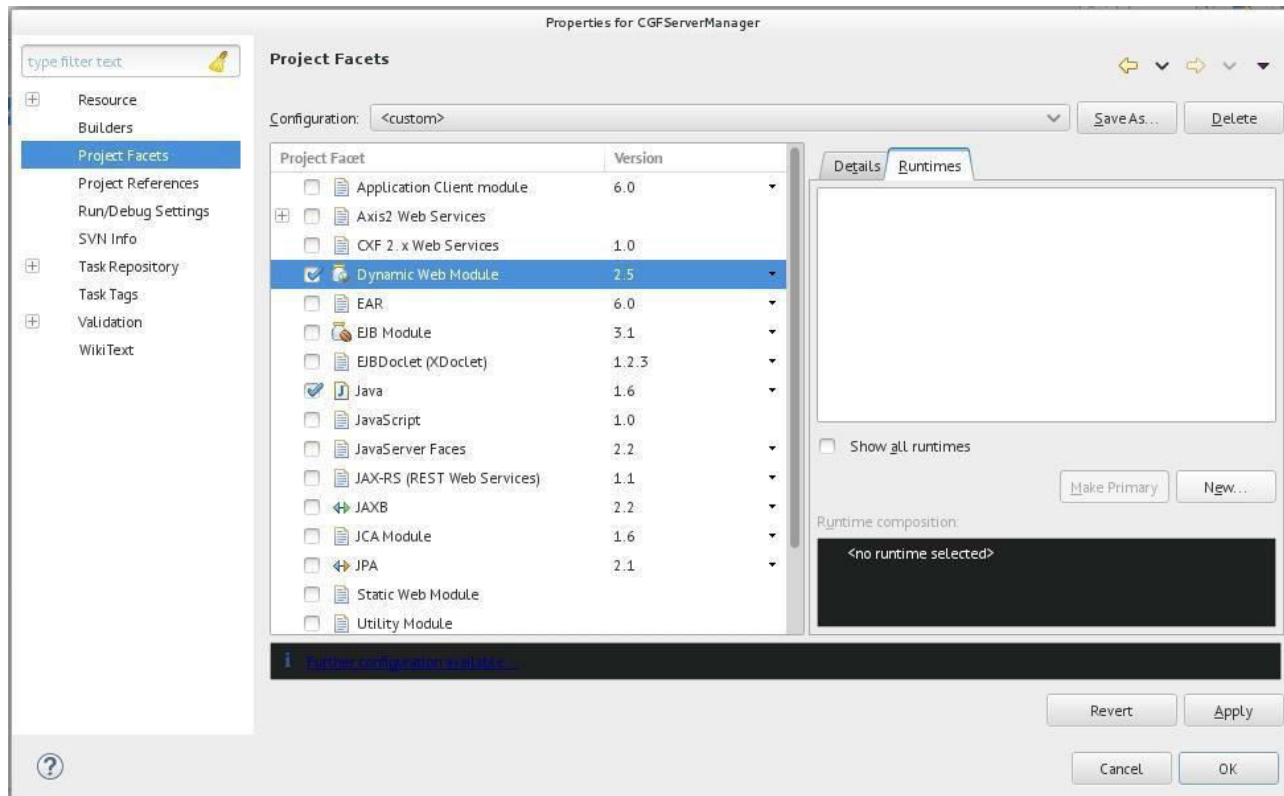 Properties for CGFServerManager
type filter text
Resource
Builders
Project Facets
Project References
Run/Debug Settings
SVN Info
Task Repository
Task Tags
Validation
WikiText
Project Facets
Configuration: <custom>
Save As...
Delete
Project Facet Version
Application Client module 6.0
Axis2 Web Services
CXF 2.x Web Services 1.0
Dynamic Web Module 2.5
EAR 6.0
EJB Module 3.1
EJBDoclet (XDoclet) 1.2.3
Java 1.6
JavaScript 1.0
JavaServer Faces 2.2
JAX-RS (REST Web Services) 1.1
JAXB 2.2
JCA Module 1.6
JPA 2.1
Static Web Module
Utility Module
Details Runtimes
Show all runtimes
Make Primary New...
Runtime composition:
<no runtime selected>
Further configuration available...
Revert Apply
Cancel OK